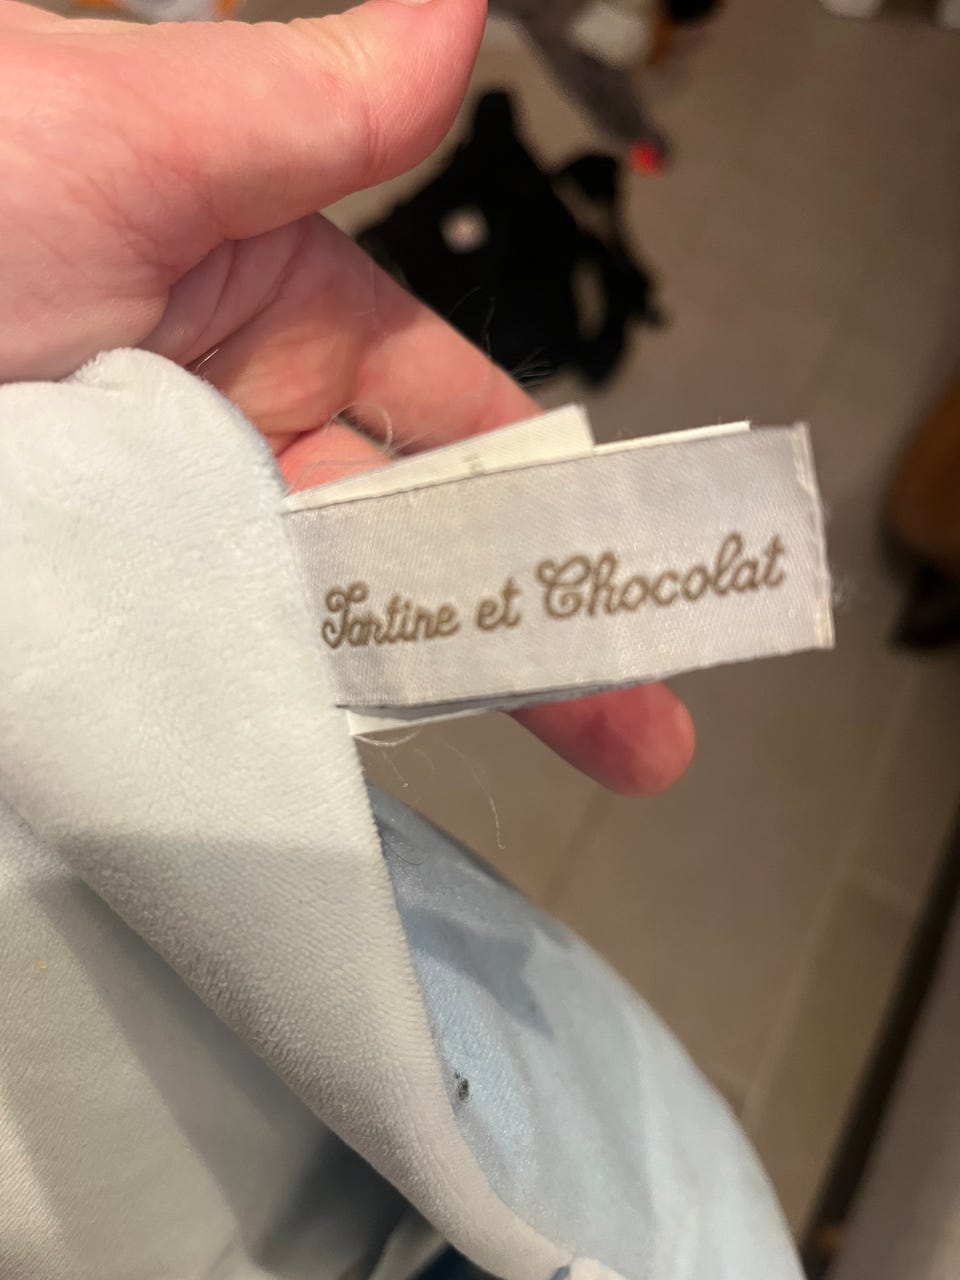 Tartine et Chocolat